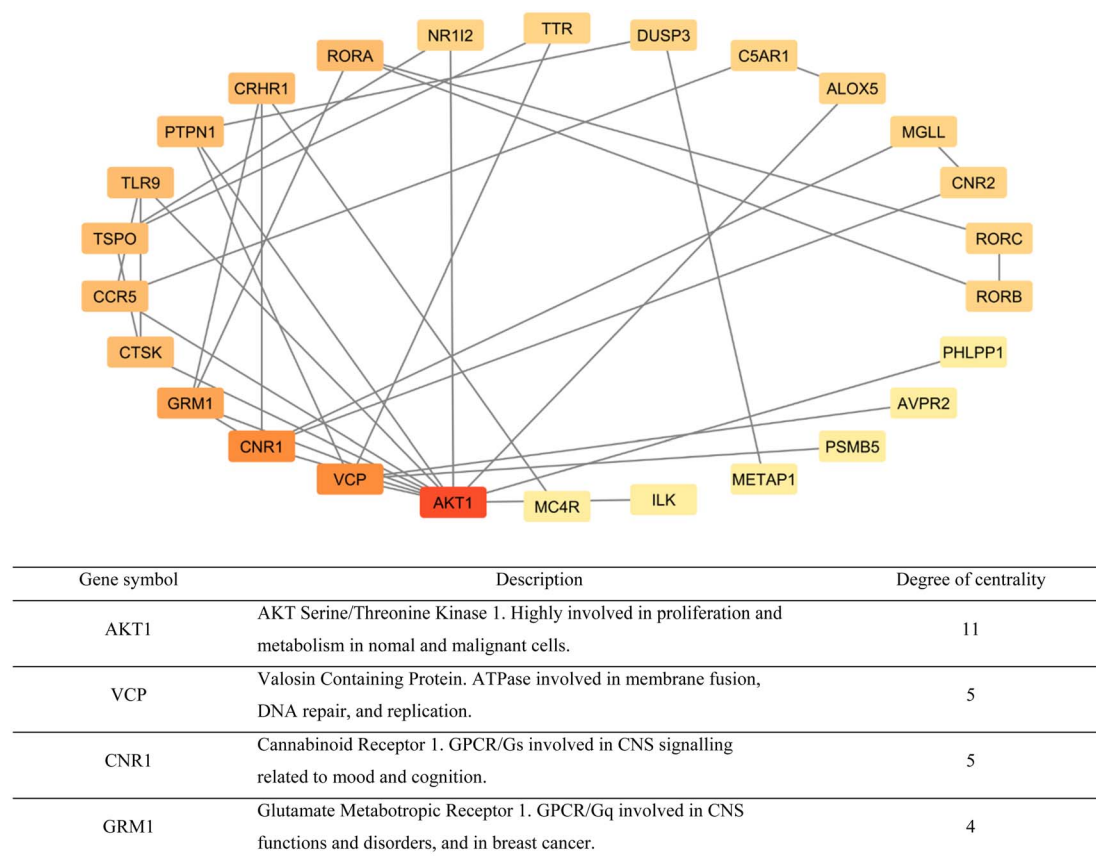 NR1I2
TTR
DUSP3
RORA
C5AR1
CRHR1
ALOX5
PTPN1
MGLL
TLR9
CNR2
TSPO
RORC
CCR5
RORB
CTSK
PHLPP1
GRM1
AVPR2
CNR1
PSMB5
VCP
METAP1
AKT1
MC4R
ILK
Gene symbol Description Degree of centrality
AKT1 Serine/Threonine Kinase 1. Highly involved in proliferation and
AKT1 11
metabolism in nomal and malignant cells.
Valosin Containing Protein. ATPase involved in membrane fusion,
VCP 5
DNA repair, and replication.
Cannabinoid Receptor 1. GPCR/Gs involved in CNS signalling
CNR1 5
related to mood and cognition.
Glutamate Metabotropic Receptor 1. GPCR/Gq involved in CNS
GRM1 4
functions and disorders, and in breast cancer.